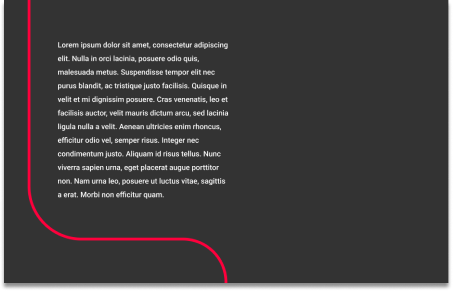 Lorem ipsum dolor sit amet, consectetur adipiscing
elit. Nulla in orci lacinia, posuere odio quis,
malesuada metus. Suspendisse tempor elit nec
purus blandit, ac tristique justo facilisis. Quisque in
velit et mi dignissim posuere. Cras venenatis, leo et
facilisis auctor, velit mauris dictum arcu, sed lacinia
ligula nulla a velit. Aenean ultricies enim rhoncus,
efficitur odio vel, semper risus. Integer nec
condimentum justo. Aliquam id risus tellus. Nunc
viverra sapien urna, eget placerat augue porttitor
non. Nam urna leo, posuere ut luctus vitae, sagittis
a erat. Morbi non efficitur quam.